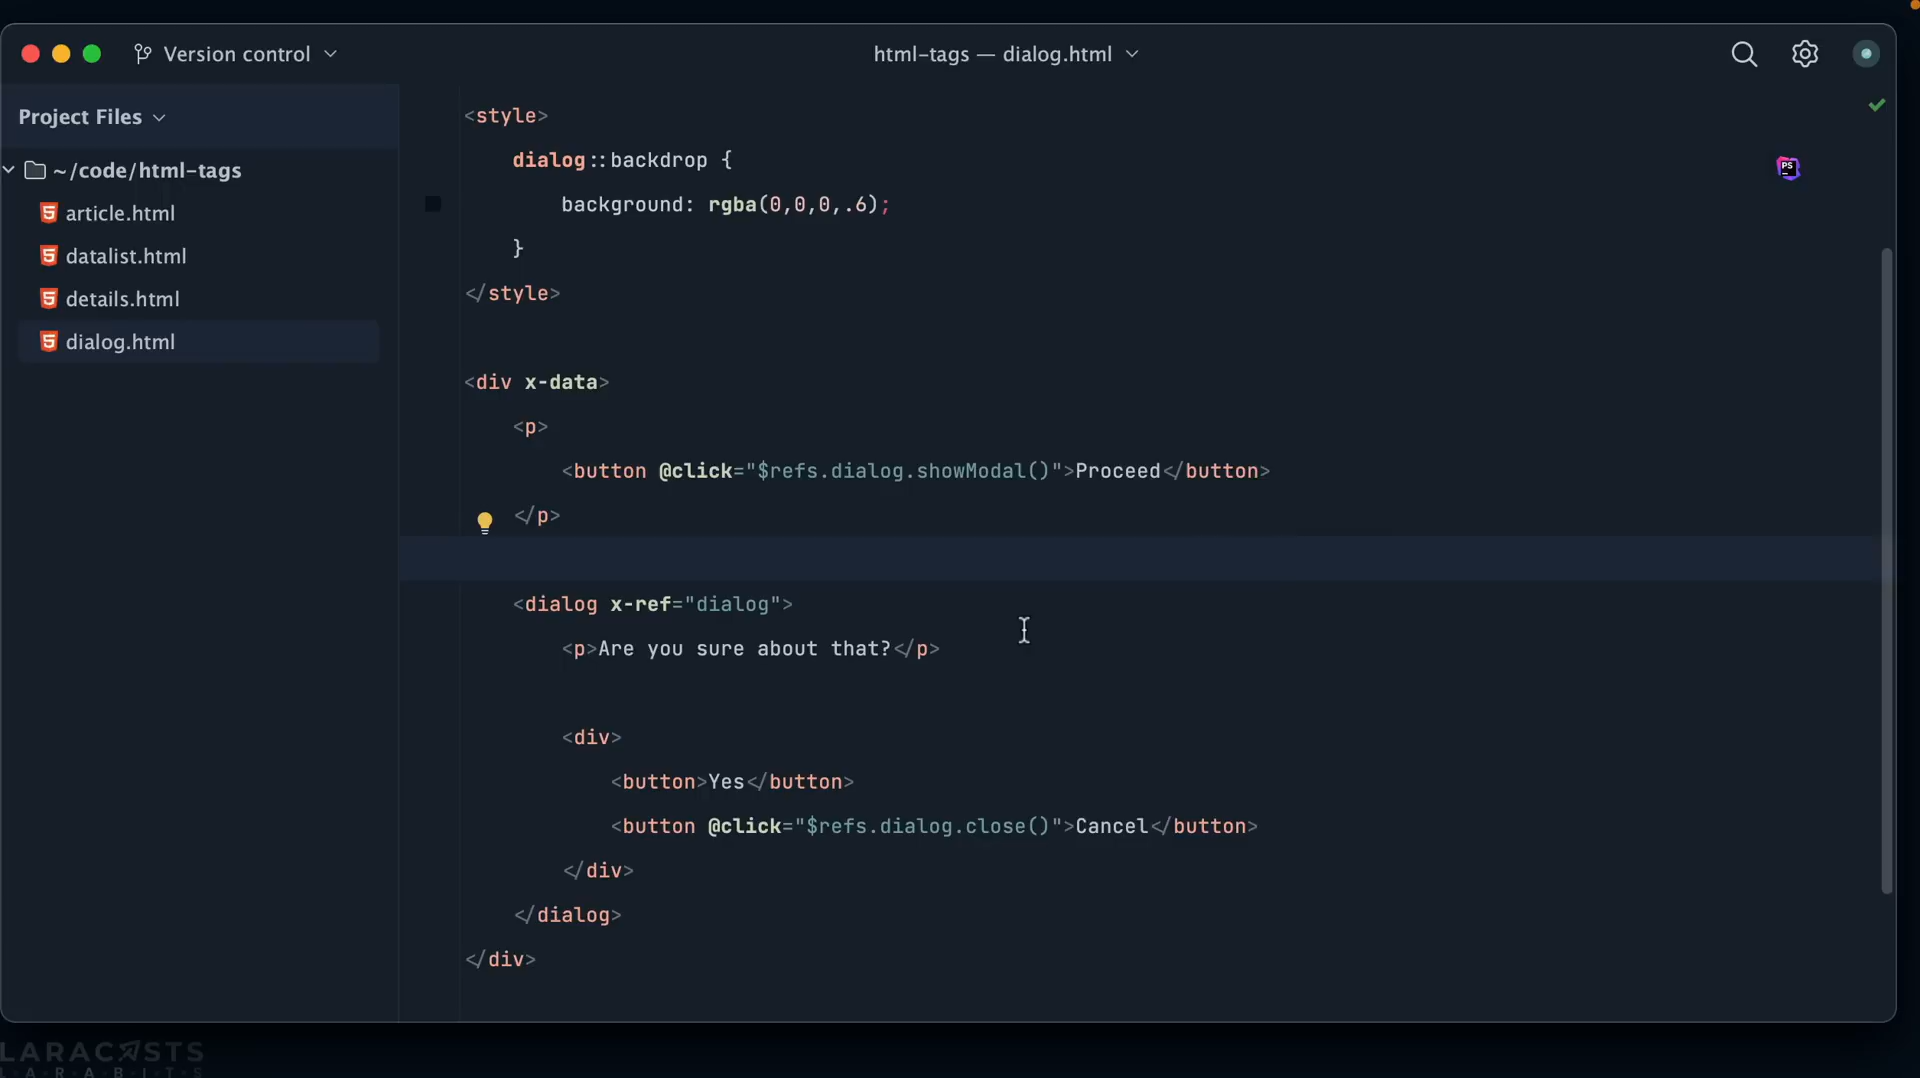 Version control
html-tags — dialog.html
Project Files
~/code/html-tags
article.html
datalist.html
details.html
dialog.html
<style>
dialog::backdrop {
background: rgba(0,0,0,.6);
}
</style>
<div x-data>
<p>
<button @click="$refs.dialog.showModal()">Proceed</button>
</p>
<dialog x-ref="dialog">
<p>Are you sure about that?</p>
<div>
<button>Yes</button>
<button @click="$refs.dialog.close()">Cancel</button>
</div>
</dialog>
</div>
PS
LARACASTS
LARABITS